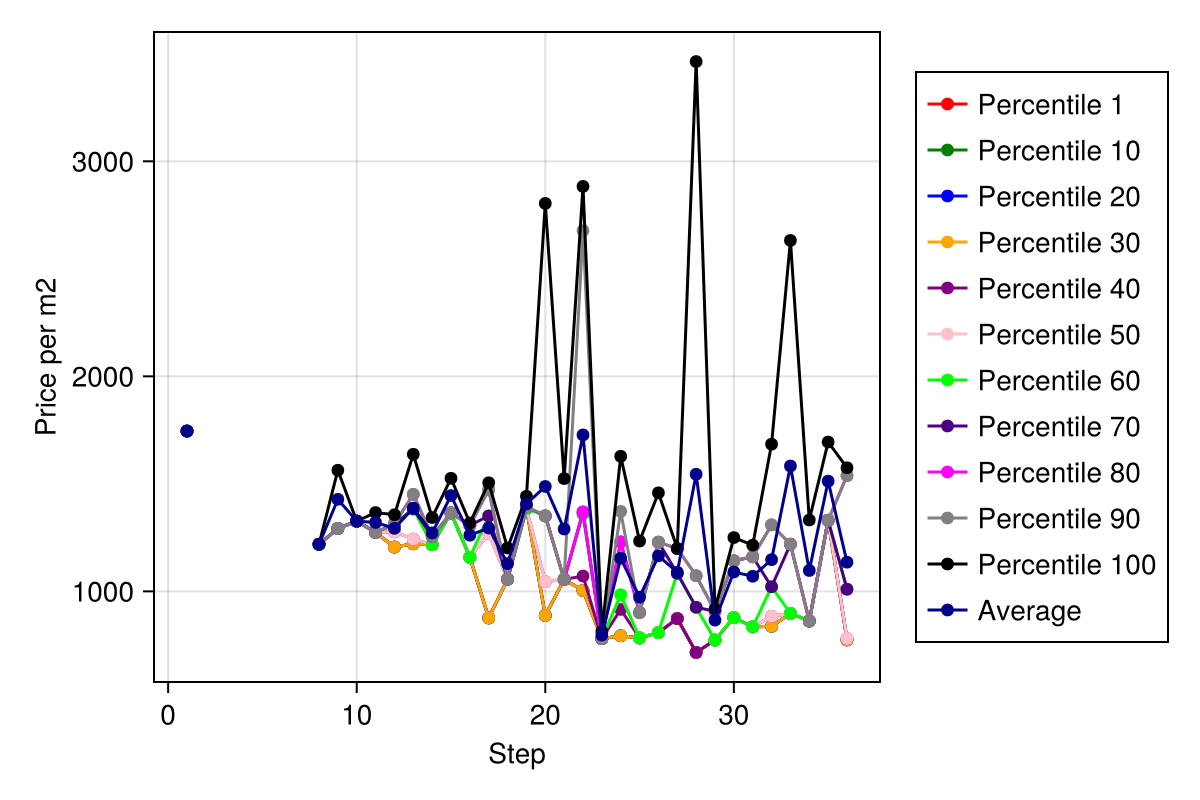 3000
2000
1000
Price per m2
0 10 20 30
Step
Percentile 1
Percentile 10
Percentile 20
Percentile 30
Percentile 40
Percentile 50
Percentile 60
Percentile 70
Percentile 80
Percentile 90
Percentile 100
Average